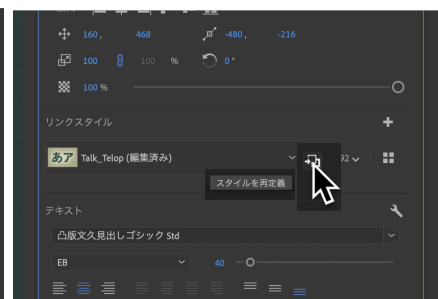 160, 468 -480, -216
100 100 % 0°
100 %
リンクスタイル
あア Talk_Telop (編集済み) 92
スタイルを再定義
テキスト
凸版文久見出しゴシック Std
EB 40